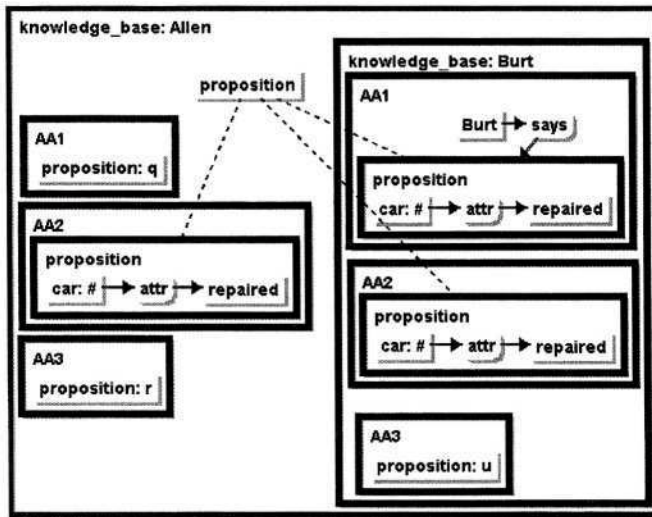 knowledge_base: Allen
proposition
AA1
proposition: q
AA2
proposition
car: # attr repaired
AA3
proposition: r
knowledge_base: Burt
AA1
Burt says
proposition
car: # attr repaired
AA2
proposition
car: # attr repaired
AA3
proposition: u